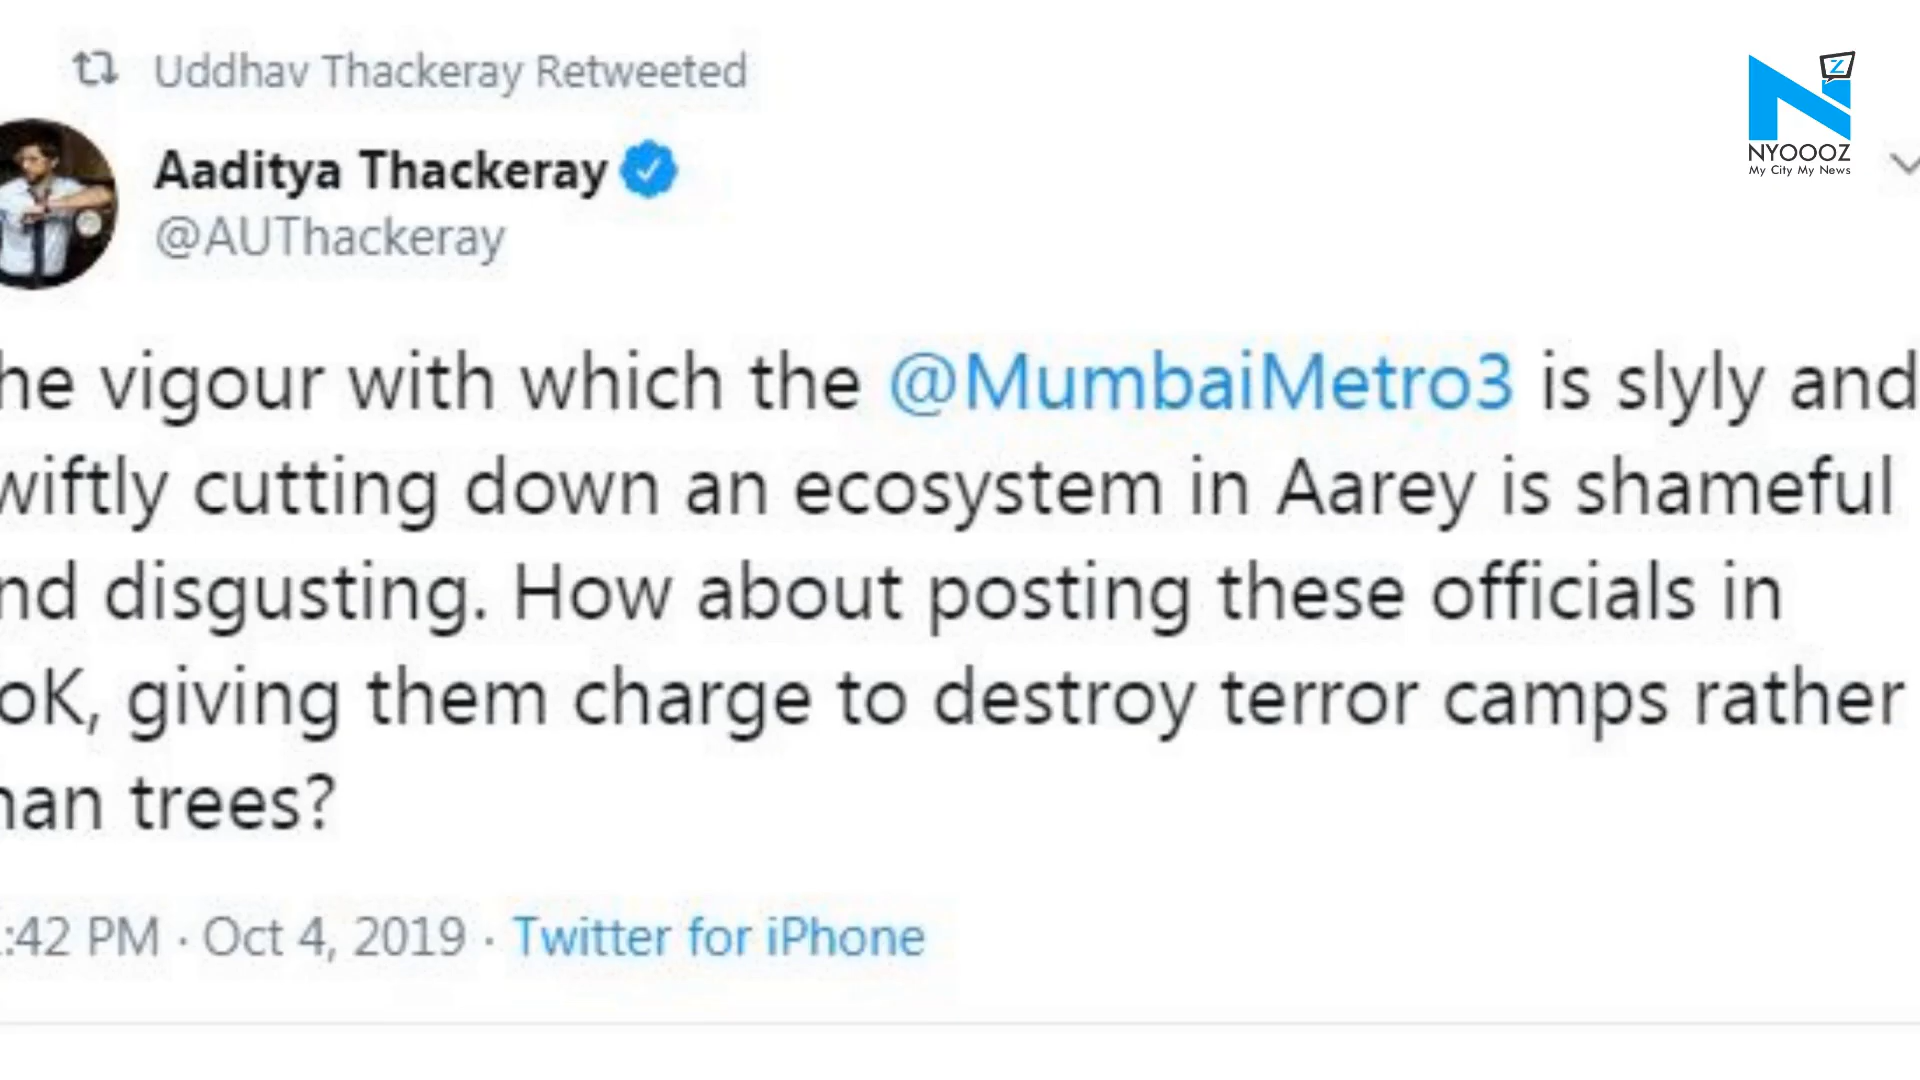 Uddhav Thackeray Retweeted
Z
NYOOOZ
My City My News
Aaditya Thackeray
@AUThackeray
he vigour with which the @MumbaiMetro3 is slyly and
wiftly cutting down an ecosystem in Aarey is shameful
nd disgusting. How about posting these officials in
oK, giving them charge to destroy terror camps rather
han trees?
:42 PM · Oct 4, 2019 · Twitter for iPhone